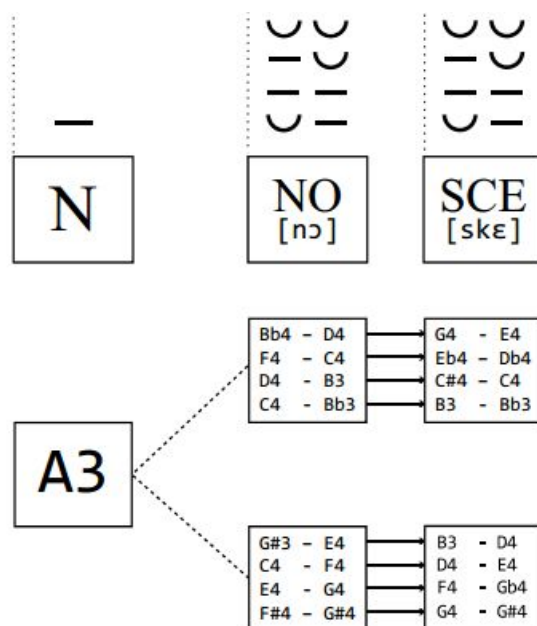 N
NO
[nɔ]
SCE
[skɛ]
A3
Bb4 - D4
F4 - C4
D4 - B3
C4 - Bb3
G4 - E4
Eb4 - Db4
C#4 - C4
B3 - Bb3
G#3 - E4
C4 - F4
E4 - G4
F#4 - G#4
B3 - D4
D4 - E4
F4 - Gb4
G4 - G#4